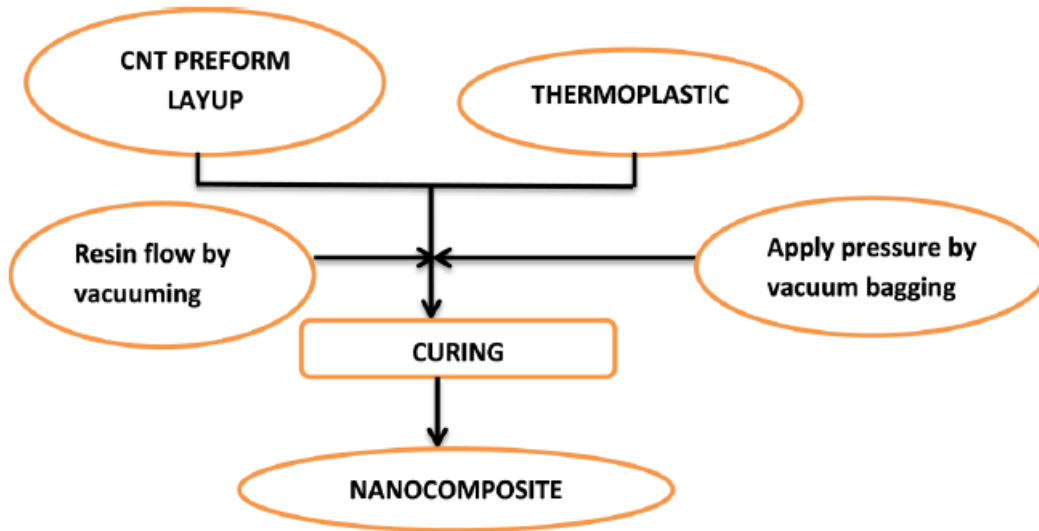 CNT PREFORM
LAYUP
THERMOPLASTIC
Resin flow by
vacuuming
Apply pressure by
vacuum bagging
CURING
NANOCOMPOSITE